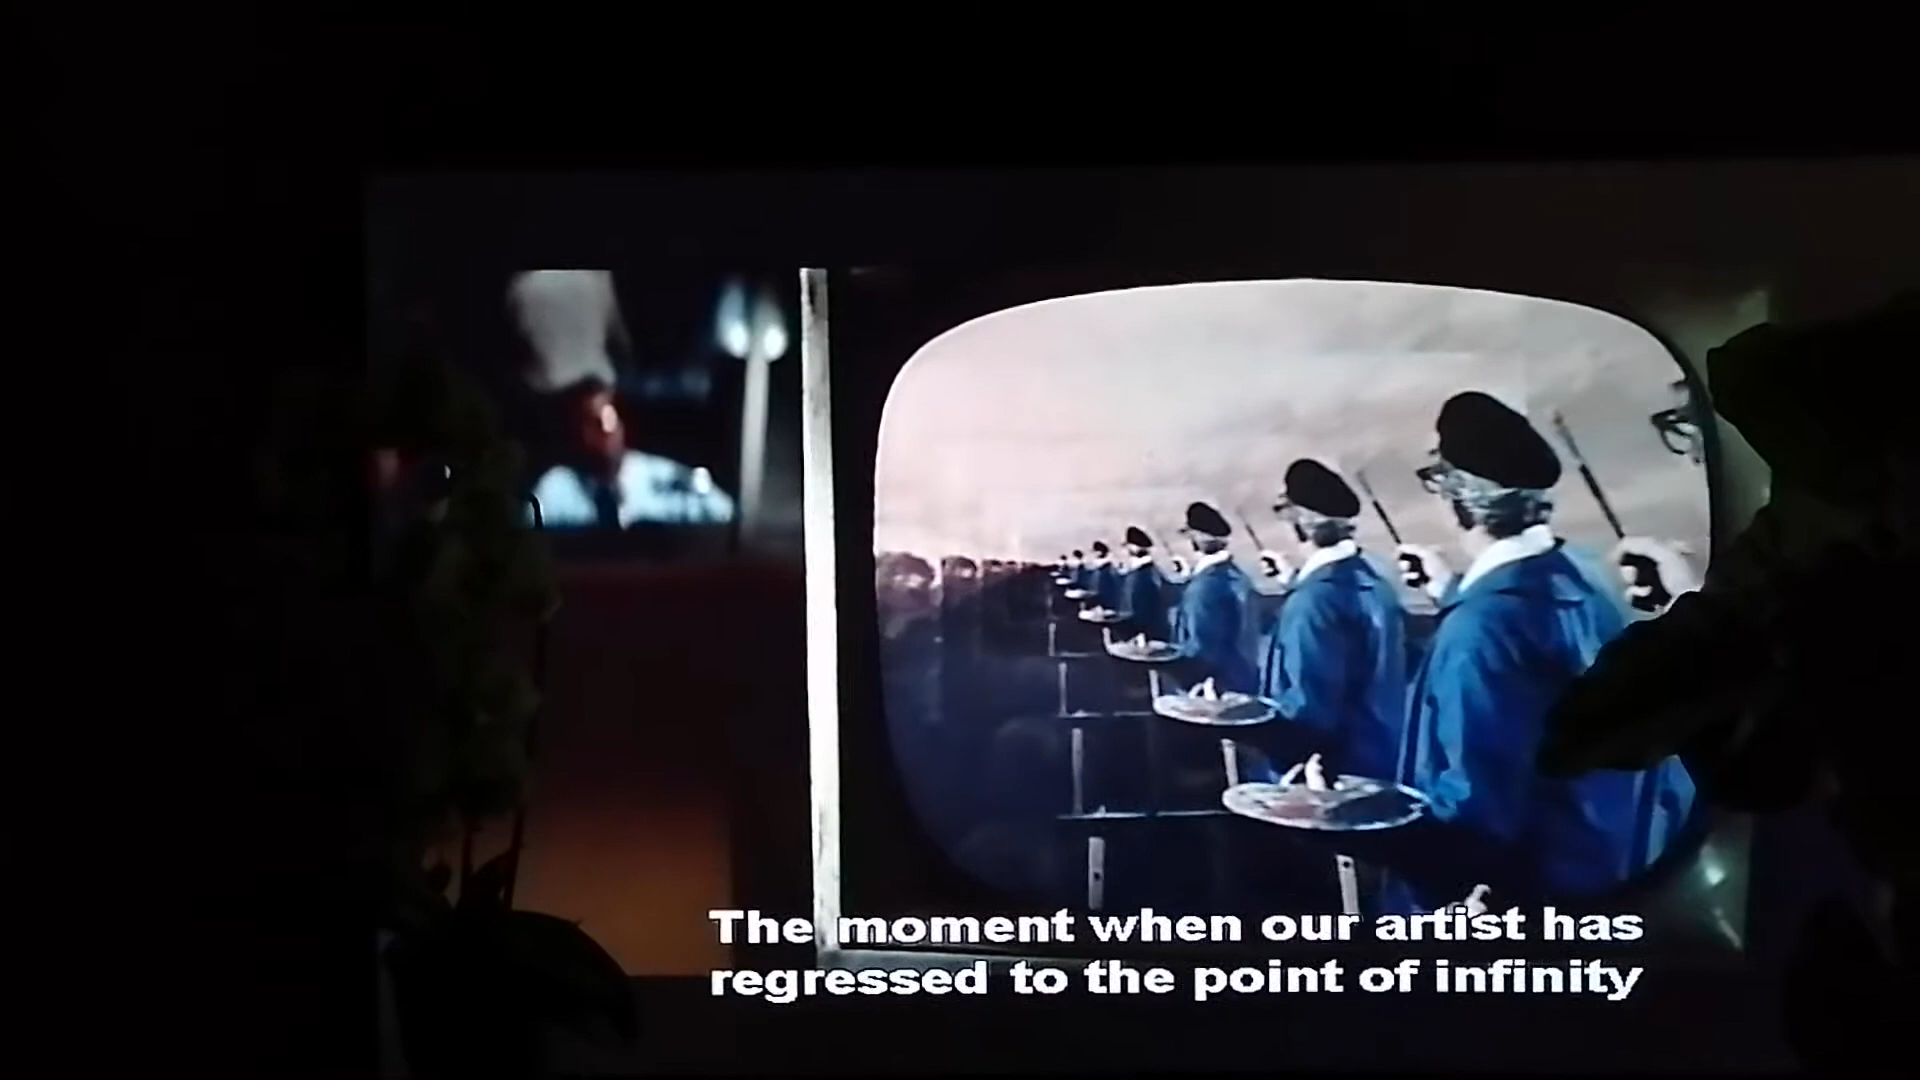 The moment when our artist has
regressed to the point of infinity